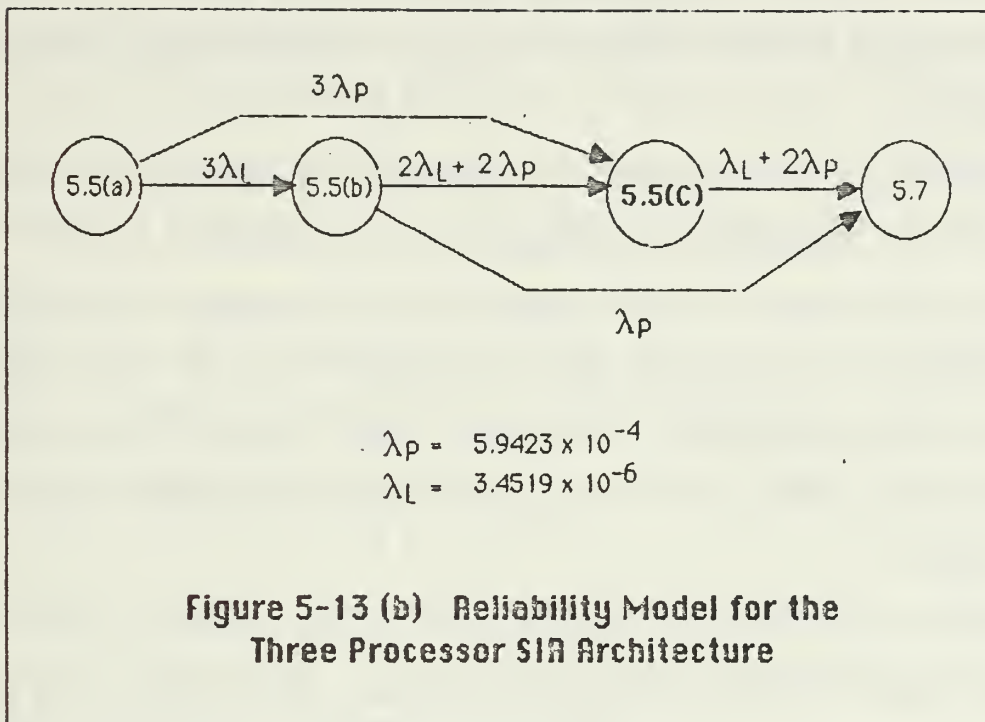 3λp
5.5(a)
3λL
5.5(b)
2λL + 2λp
5.5(C)
λL + 2λp
5.7
λp
λp = 5.9423 x 10⁻⁴
λL = 3.4519 x 10⁻⁶
Figure 5-13 (b) Reliability Model for the
Three Processor SIR Architecture